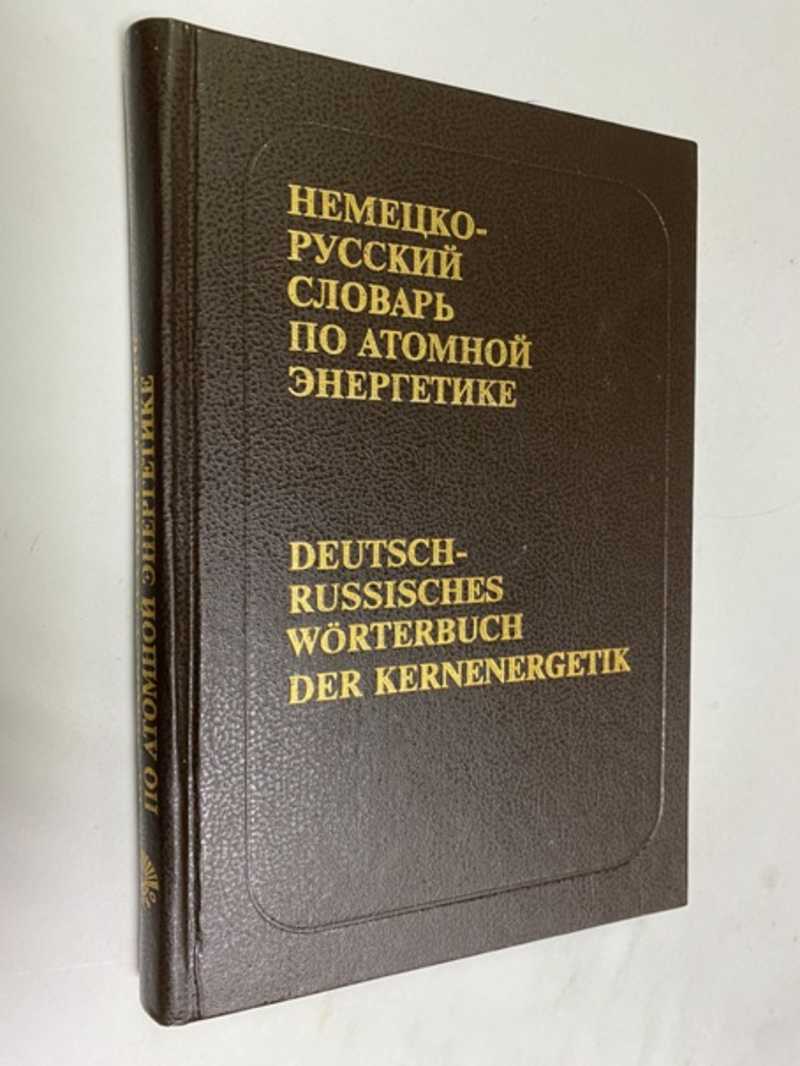 НЕМЕЦКО-
РУССКИЙ
СЛОВАРЬ
ПО АТОМНОЙ
ЭНЕРГЕТИКЕ
DEUTSCH-
RUSSISCHES
WÖRTERBUCH
DER KERNENERGETIK
ПО АТОМНОЙ ЭНЕРГЕТИКЕ